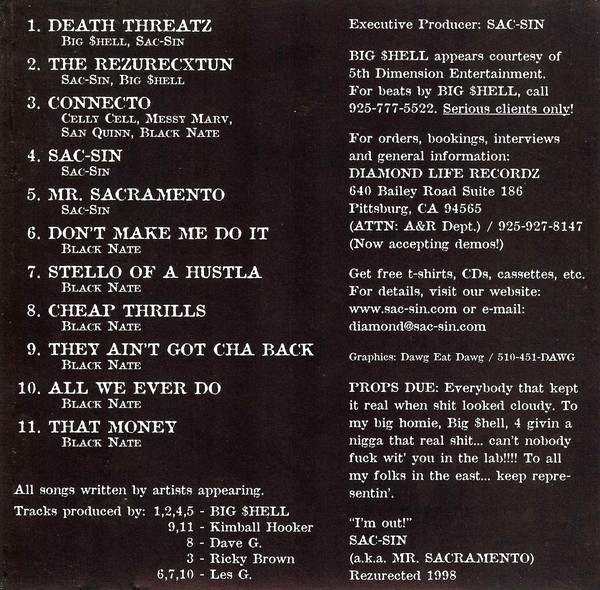 1. DEATH THREATZ
BIG $HELL, SAC-SIN
2. THE REZURECXTUN
SAC-SIN, BIG $HELL
3. CONNECTO
CELLY CELL, MESSY MARV,
SAN QUINN, BLACK NATE
4. SAC-SIN
SAC-SIN
5. MR. SACRAMENTO
SAC-SIN
6. DON'T MAKE ME DO IT
BLACK NATE
7. STELLO OF A HUSTLA
BLACK NATE
8. CHEAP THRILLS
BLACK NATE
9. THEY AIN'T GOT CHA BACK
BLACK NATE
10. ALL WE EVER DO
BLACK NATE
11. THAT MONEY
BLACK NATE
All songs written by artists appearing.
Tracks produced by: 1,2,4,5 - BIG $HELL
9,11 - Kimball Hooker
8 - Dave G.
3 - Ricky Brown
6,7,10 - Les G.
Executive Producer: SAC-SIN
BIG $HELL appears courtesy of
5th Dimension Entertainment.
For beats by BIG $HELL, call
925-777-5522. Serious clients only!
For orders, bookings, interviews
and general information:
DIAMOND LIFE RECORDZ
640 Bailey Road Suite 186
Pittsburg, CA 94565
(ATTN: A&R Dept.) / 925-927-8147
(Now accepting demos!)
Get free t-shirts, CDs, cassettes, etc.
For details, visit our website:
www.sac-sin.com or e-mail:
diamond@sac-sin.com
Graphics: Dawg Eat Dawg / 510-451-DAWG
PROPS DUE: Everybody that kept
it real when shit looked cloudy. To
my big homie, Big $hell, 4 givin a
nigga that real shit... can't nobody
fuck wit' you in the lab!!!! To all
my folks in the east... keep repre-
sentin'.
"I'm out!"
SAC-SIN
(a.k.a. MR. SACRAMENTO)
Rezurected 1998